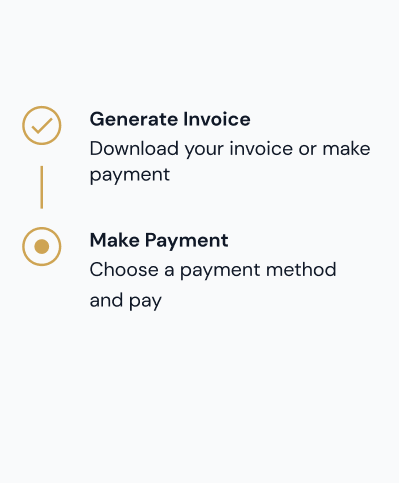 Generate Invoice
Download your invoice or make
payment
Make Payment
Choose a payment method
and pay